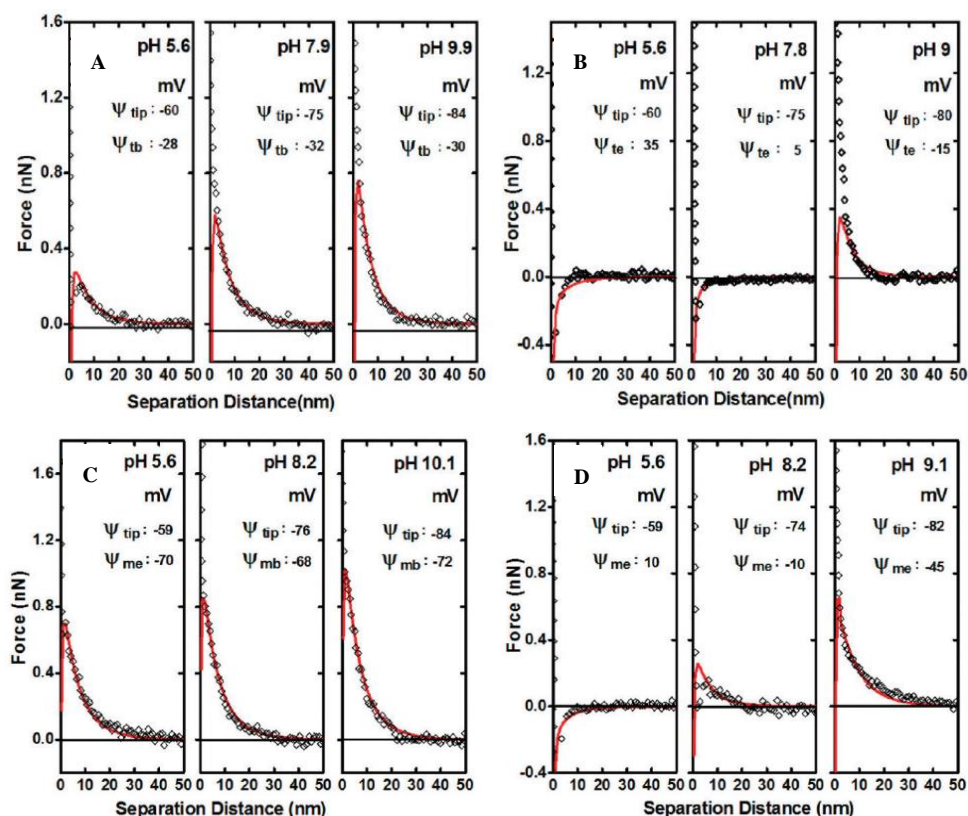 A
pH 5.6
mV
Ψ tip : -60
Ψ tb : -28
pH 7.9
mV
Ψ tip : -75
Ψ tb : -32
pH 9.9
mV
Ψ tip : -84
Ψ tb : -30
1.6
1.2
0.8
0.4
0.0
Force (nN)
0 10 20 30 40 50
0 10 20 30 40 50
0 10 20 30 40 50
Separation Distance(nm)
B
pH 5.6
mV
Ψ tip : -60
Ψ te : 35
pH 7.8
mV
Ψ tip : -75
Ψ te : 5
pH 9
mV
Ψ tip : -80
Ψ te : -15
1.2
0.8
0.4
0.0
-0.4
Force (nN)
0 10 20 30 40 50
0 10 20 30 40 50
0 10 20 30 40 50
Separation Distance(nm)
C
pH 5.6
mV
Ψ tip : -59
Ψ me : -70
pH 8.2
mV
Ψ tip : -76
Ψ mb : -68
pH 10.1
mV
Ψ tip : -84
Ψ mb : -72
1.6
1.2
0.8
0.4
0.0
Force (nN)
0 10 20 30 40 50
0 10 20 30 40 50
0 10 20 30 40 50
Separation Distance (nm)
D
pH 5.6
mV
Ψ tip : -59
Ψ me : 10
pH 8.2
mV
Ψ tip : -74
Ψ me : -10
pH 9.1
mV
Ψ tip : -82
Ψ me : -45
1.6
1.2
0.8
0.4
0.0
-0.4
Force (nN)
0 10 20 30 40 50
0 10 20 30 40 50
0 10 20 30 40 50
Separation Distance (nm)